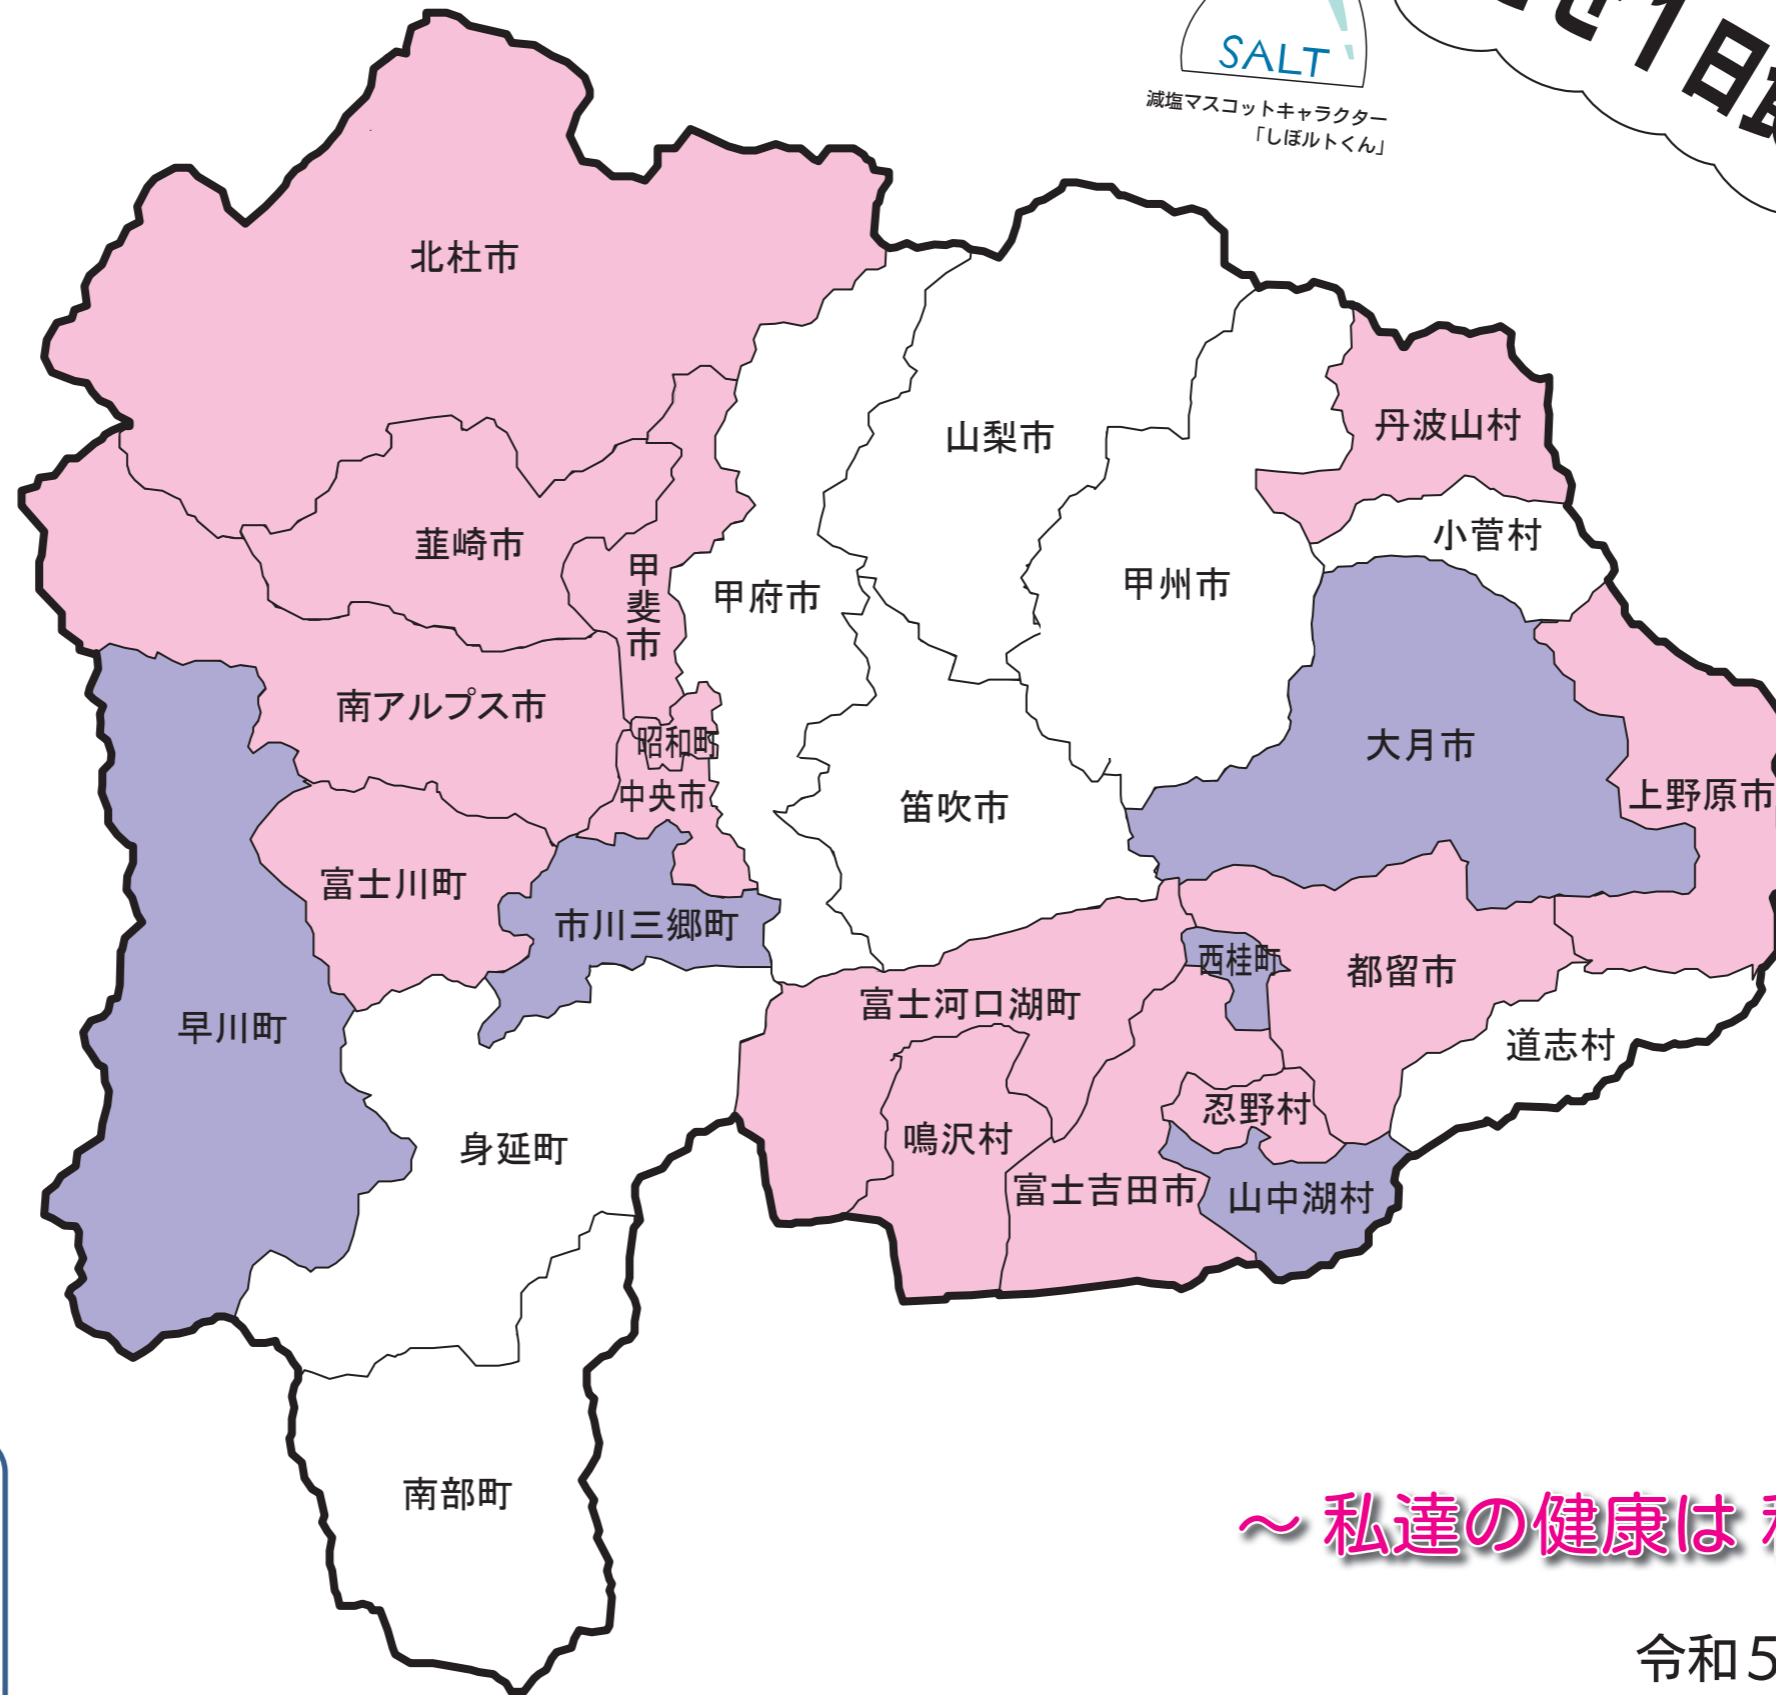 SALT
減塩マスコットキャラクター
「しぼルトくん」
1日
北杜市
山梨市
丹波山村
小菅村
韮崎市
甲斐市
甲府市
甲州市
南アルプス市
昭和町
大月市
中央市
笛吹市
上野原市
富士川町
市川三郷町
西桂町
都留市
富士河口湖町
早川町
道志村
忍野村
身延町
鳴沢村
富士吉田市
山中湖村
南部町
～ 私達の健康は
令和5